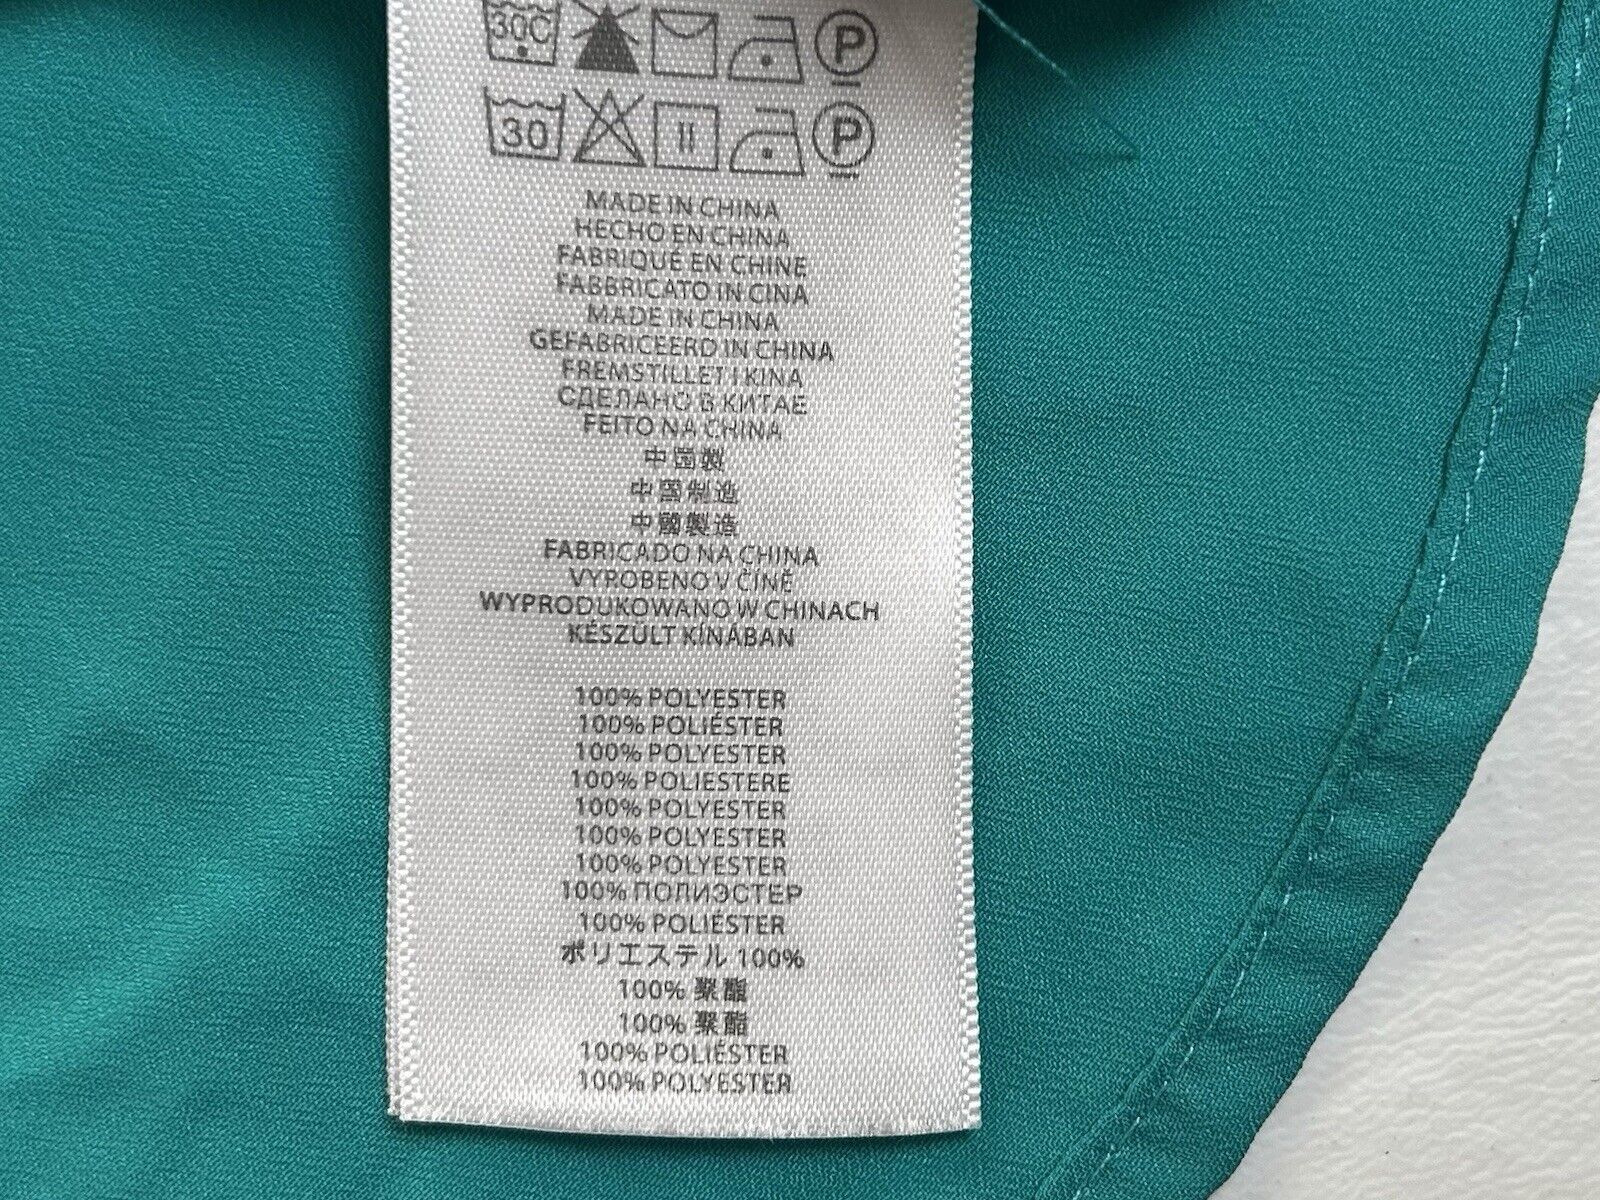 30C P
30 II P
MADE IN CHINA
HECHO EN CHINA
FABRIQUÉ EN CHINE
FABBRICATO IN CINA
MADE IN CHINA
GEFABRICEERD IN CHINA
FREMSTILLET I KINA
СДЕЛАНО В КИТАЕ
FEITO NA CHINA
中国製
中国制造
中國製造
FABRICADO NA CHINA
VYROBENO V ČÍNĚ
WYPRODUKOWANO W CHINACH
KÉSZÜLT KÍNÁBAN
100% POLYESTER
100% POLIÉSTER
100% POLYESTER
100% POLIESTERE
100% POLYESTER
100% POLYESTER
100% POLYESTER
100% ПОЛИЭСТЕР
100% POLIÉSTER
ポリエステル 100%
100% 聚酯
100% 聚酯
100% POLIÉSTER
100% POLYESTER